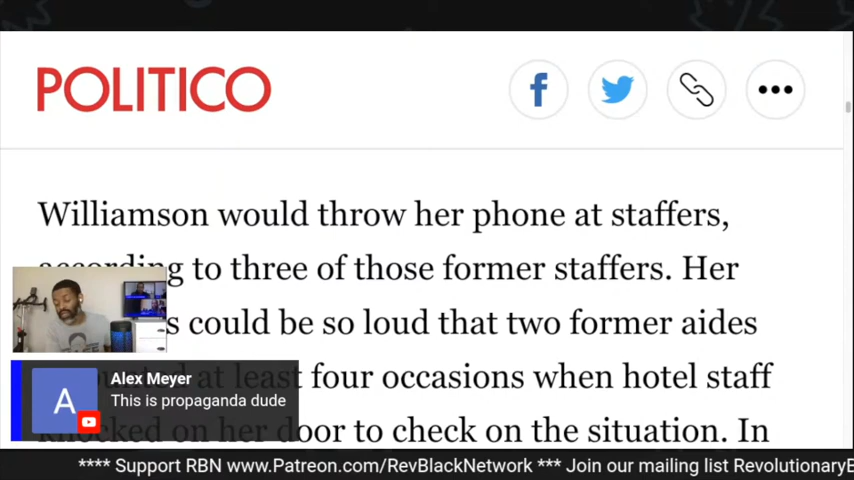 POLITICO
Williamson would throw her phone at staffers,
according to three of those former staffers. Her
s could be so loud that two former aides
at least four occasions when hotel staff
knocked on her door to check on the situation. In
A
Alex Meyer
This is propaganda dude
**** Support RBN www.Patreon.com/RevBlackNetwork *** Join our mailing list Revolutionary